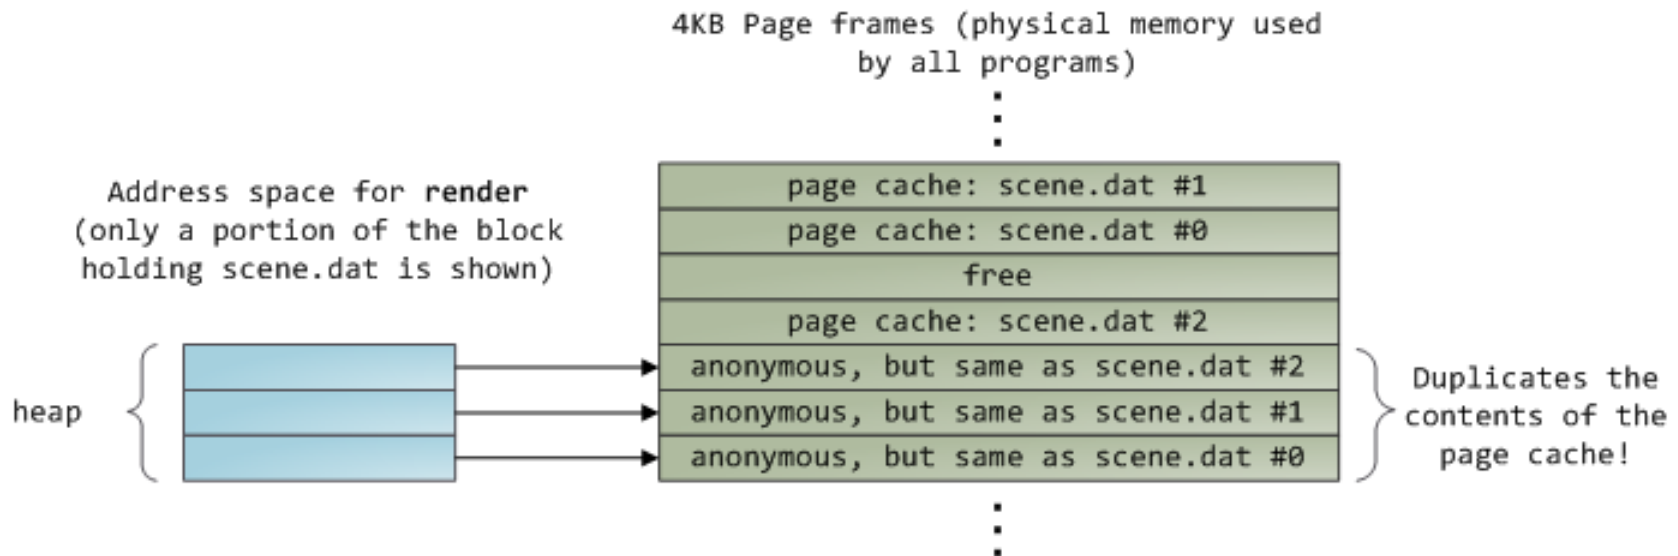 4KB Page frames (physical memory used
by all programs)
Address space for render
(only a portion of the block
holding scene.dat is shown)
page cache: scene.dat #1
page cache: scene.dat #0
free
page cache: scene.dat #2
anonymous, but same as scene.dat #2
anonymous, but same as scene.dat #1
anonymous, but same as scene.dat #0
heap
Duplicates the
contents of the
page cache!